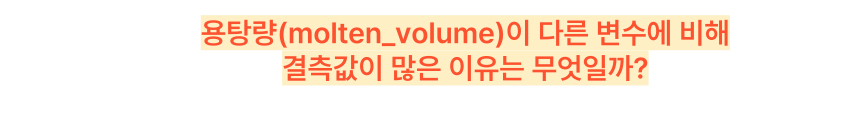 용탕량(molten_volume)이 다른 변수에 비해
결측값이 많은 이유는 무엇일까?